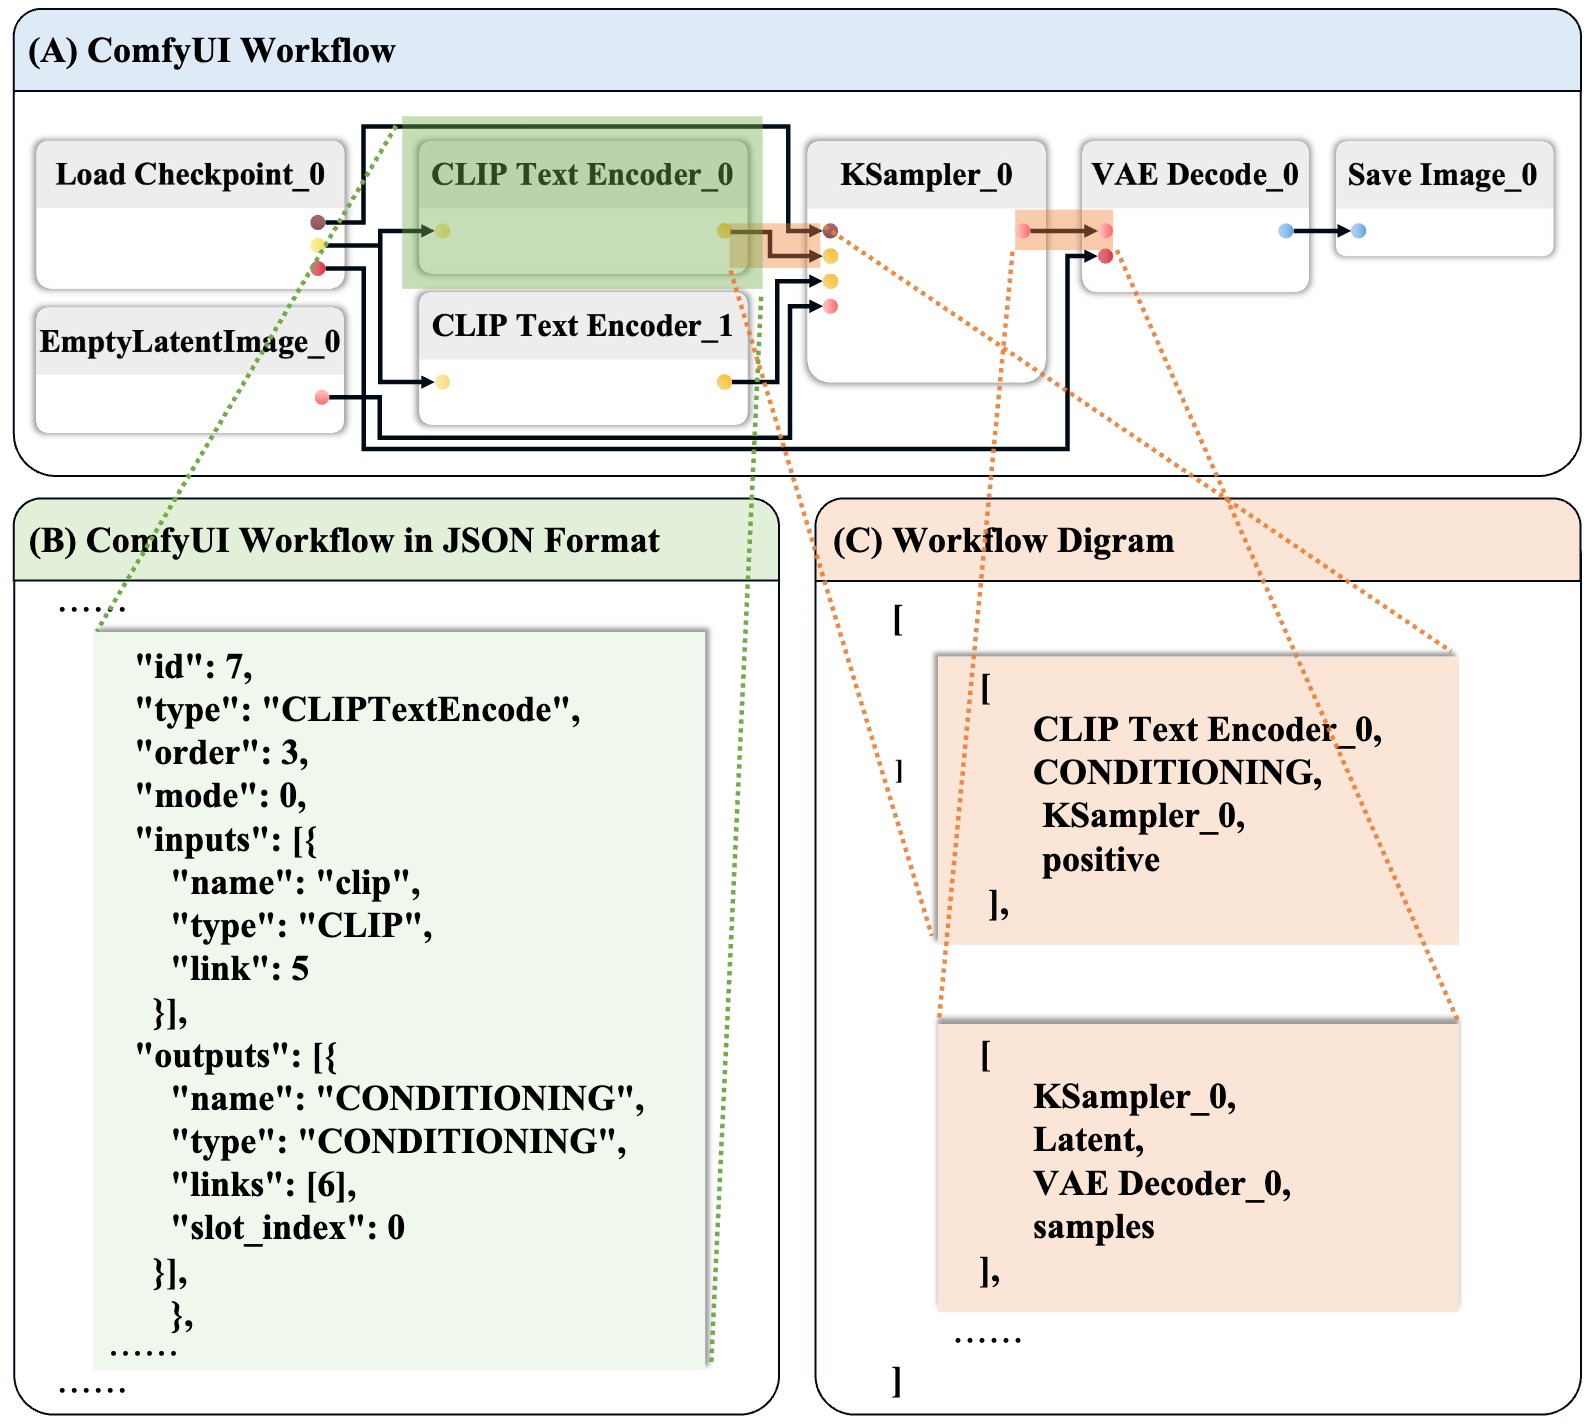 (A) ComfyUI Workflow
Load Checkpoint_0
CLIP Text Encoder_0
KSampler_0
VAE Decode_0
Save Image_0
EmptyLatentImage_0
CLIP Text Encoder_1
(B) ComfyUI Workflow in JSON Format
......
"id": 7,
"type": "CLIPTextEncode",
"order": 3,
"mode": 0,
"inputs": [{
"name": "clip",
"type": "CLIP",
"link": 5
}],
"outputs": [{
"name": "CONDITIONING",
"type": "CONDITIONING",
"links": [6],
"slot_index": 0
}],
},
......
......
(C) Workflow Digram
[
[
CLIP Text Encoder_0,
]
CONDITIONING,
KSampler_0,
positive
],
[
KSampler_0,
Latent,
VAE Decoder_0,
samples
],
......
]